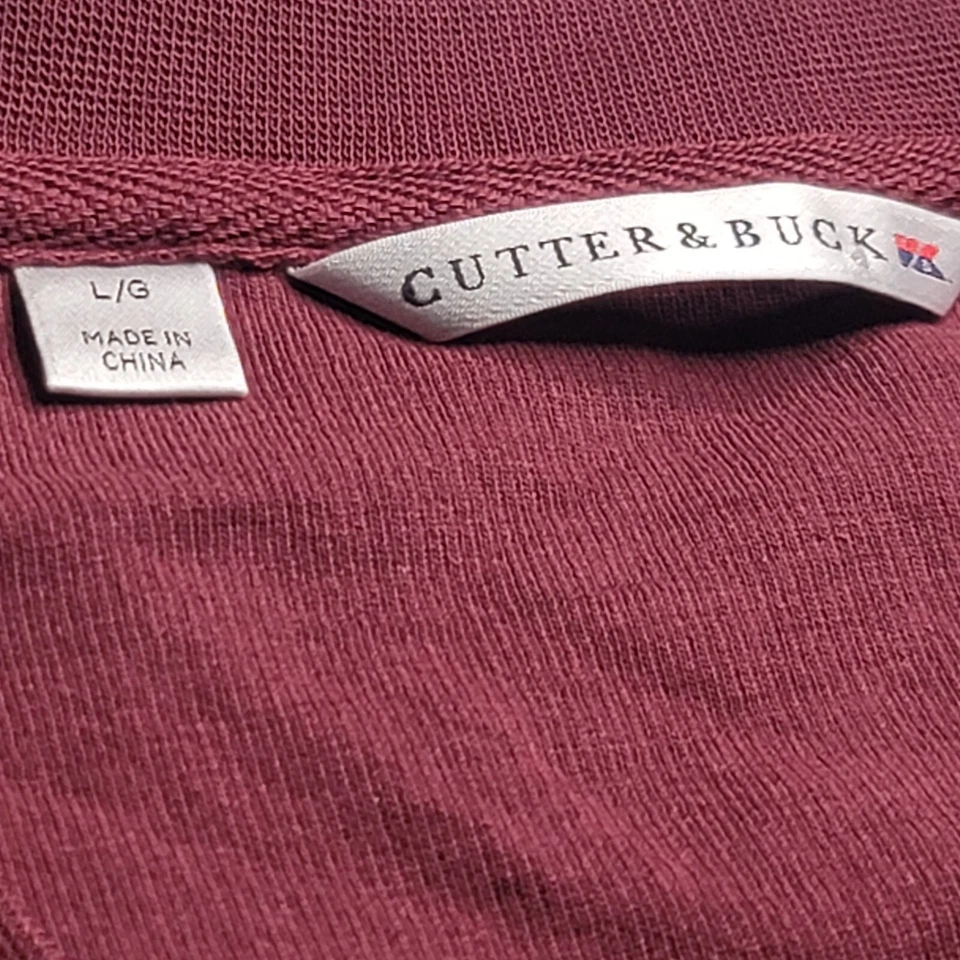 CUTTER & BUCK
L/G
MADE IN
CHINA